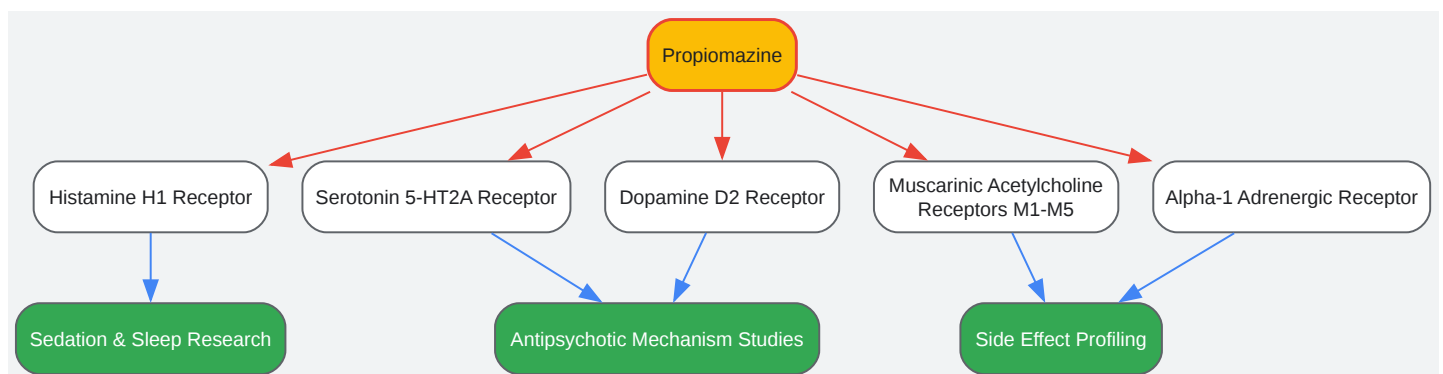 Propiomazine
Histamine H1 Receptor
Serotonin 5-HT2A Receptor
Dopamine D2 Receptor
Muscarinic Acetylcholine
Receptors M1-M5
Alpha-1 Adrenergic Receptor
Sedation & Sleep Research
Antipsychotic Mechanism Studies
Side Effect Profiling